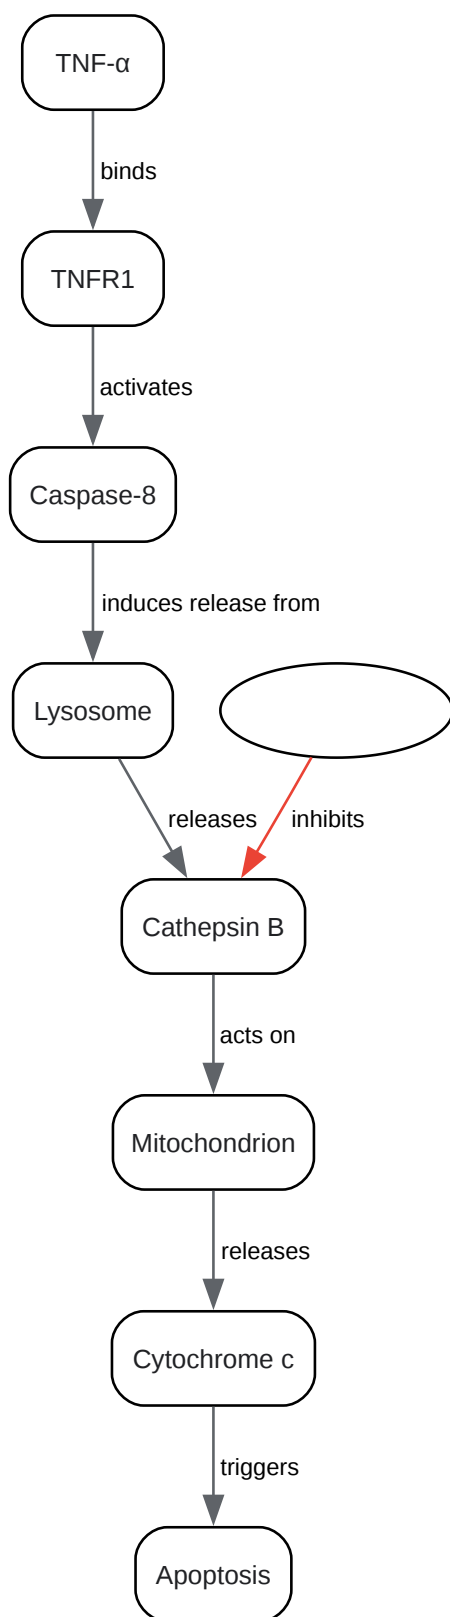 TNF-α
binds
TNFR1
activates
Caspase-8
induces release from
Lysosome
releases
inhibits
Cathepsin B
acts on
Mitochondrion
releases
Cytochrome c
triggers
Apoptosis